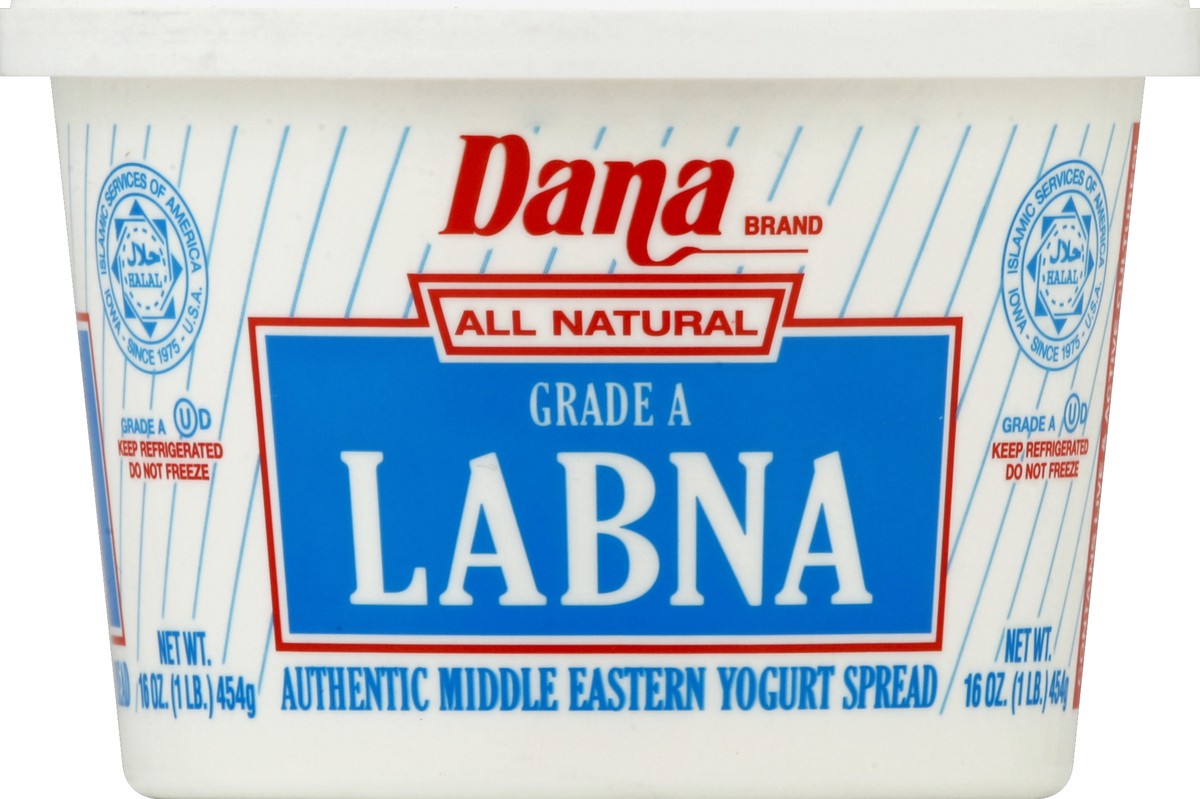 Dana BRAND
ALL NATURAL
GRADE A
LABNA
AUTHENTIC MIDDLE EASTERN YOGURT SPREAD
ISLAMIC SERVICES OF AMERICA
حلال
HALAL
IOWA - SINCE 1975 - U.S.A.
GRADE A U D
KEEP REFRIGERATED
DO NOT FREEZE
NET WT.
16 OZ. (1 LB.) 454g
ISLAMIC SERVICES OF AMERICA
حلال
HALAL
IOWA - SINCE 1975 - U.S.A.
GRADE A U D
KEEP REFRIGERATED
DO NOT FREEZE
NET WT.
16 OZ. (1 LB.) 454g